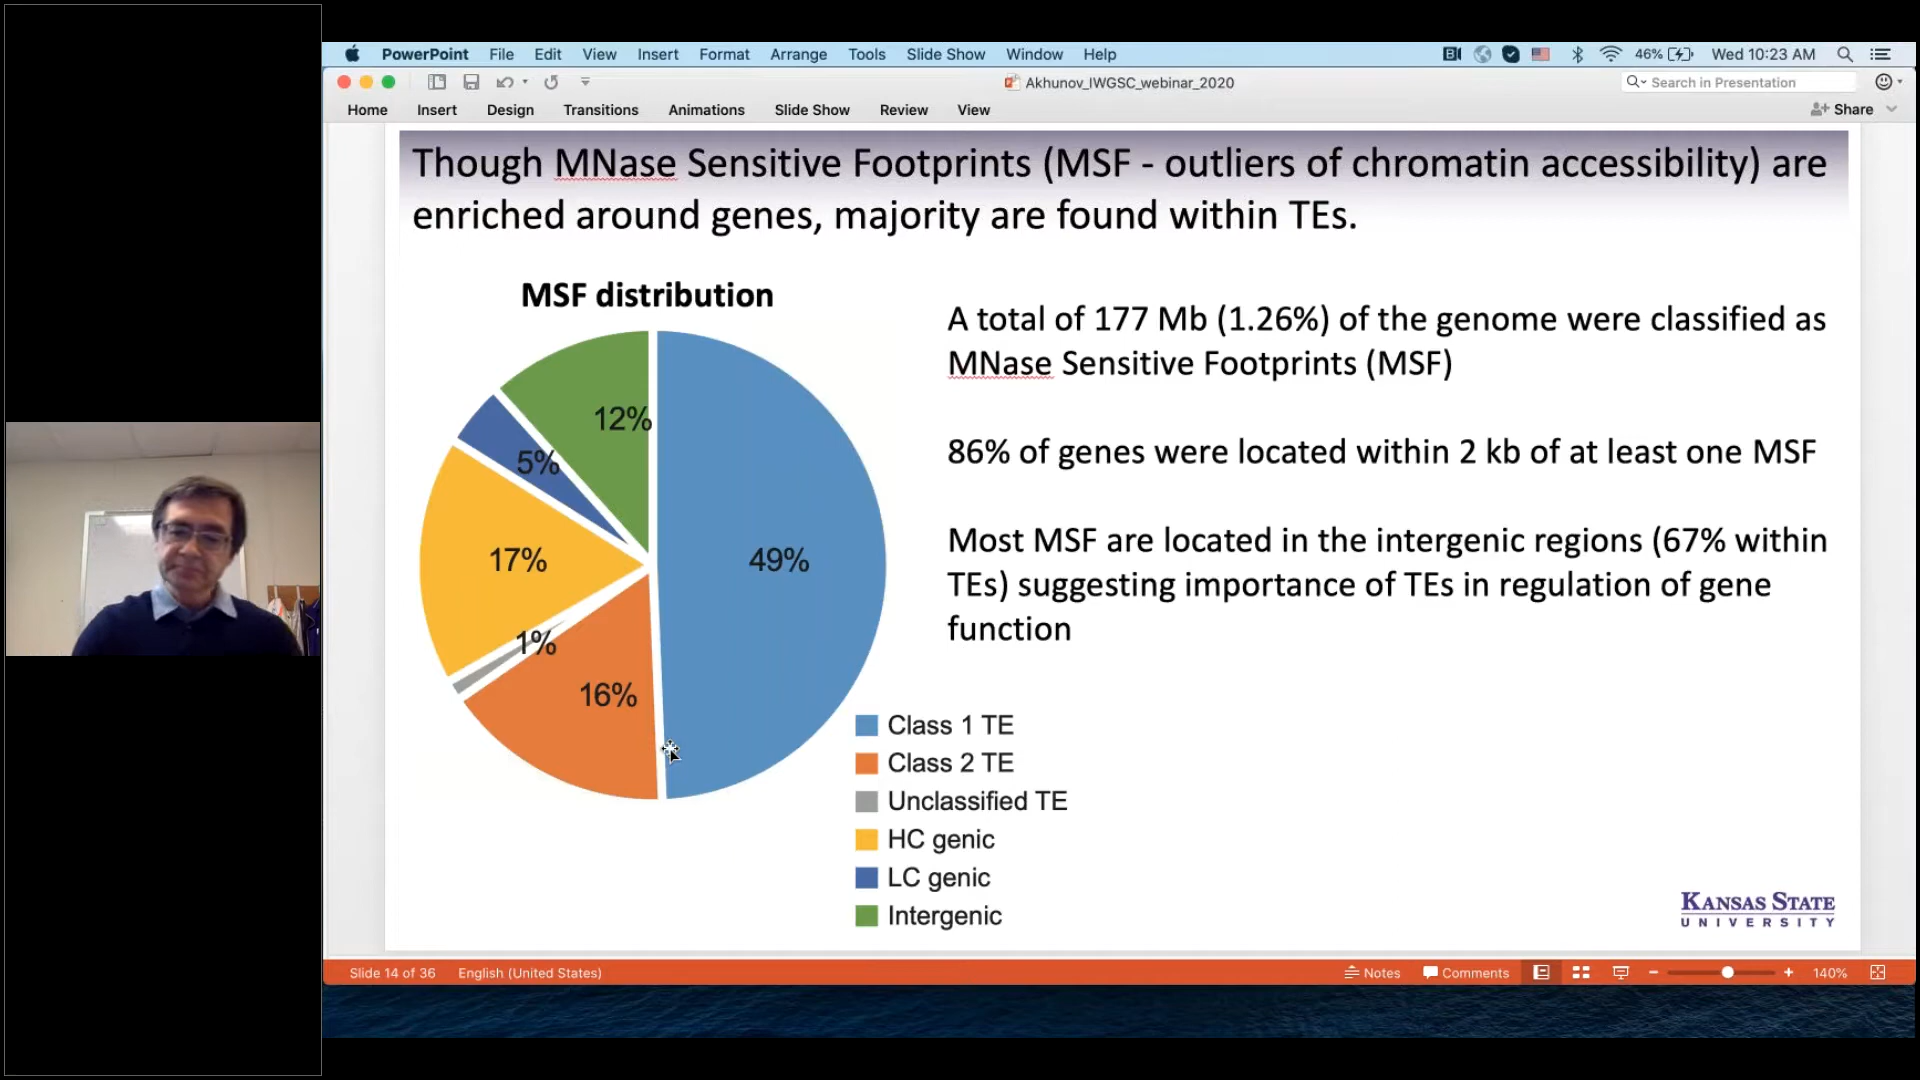 PowerPoint File Edit View Insert Format Arrange Tools Slide Show Window Help 46% Wed 10:23 AM
Akhunov_IWGSC_webinar_2020 Search in Presentation
Home Insert Design Transitions Animations Slide Show Review View Share
Though MNase Sensitive Footprints (MSF - outliers of chromatin accessibility) are
enriched around genes, majority are found within TEs.
MSF distribution
12%
5%
17%
49%
1%
16%
Class 1 TE
Class 2 TE
Unclassified TE
HC genic
LC genic
Intergenic
A total of 177 Mb (1.26%) of the genome were classified as
MNase Sensitive Footprints (MSF)
86% of genes were located within 2 kb of at least one MSF
Most MSF are located in the intergenic regions (67% within
TEs) suggesting importance of TEs in regulation of gene
function
KANSAS STATE
UNIVERSITY
Slide 14 of 36 English (United States) Notes Comments 140%